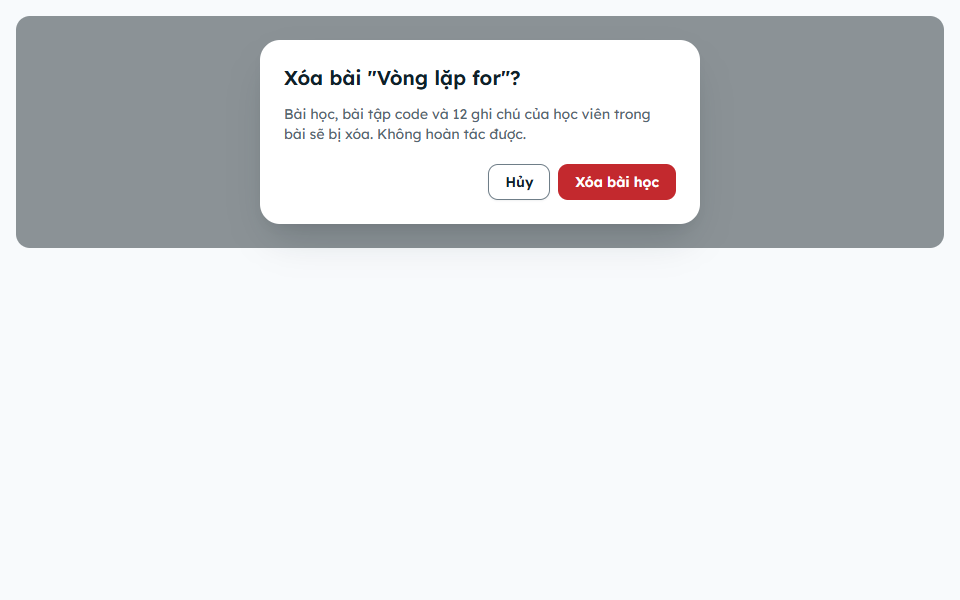 Xóa bài "Vòng lặp for"?
Bài học, bài tập code và 12 ghi chú của học viên trong
bài sẽ bị xóa. Không hoàn tác được.
Hủy
Xóa bài học